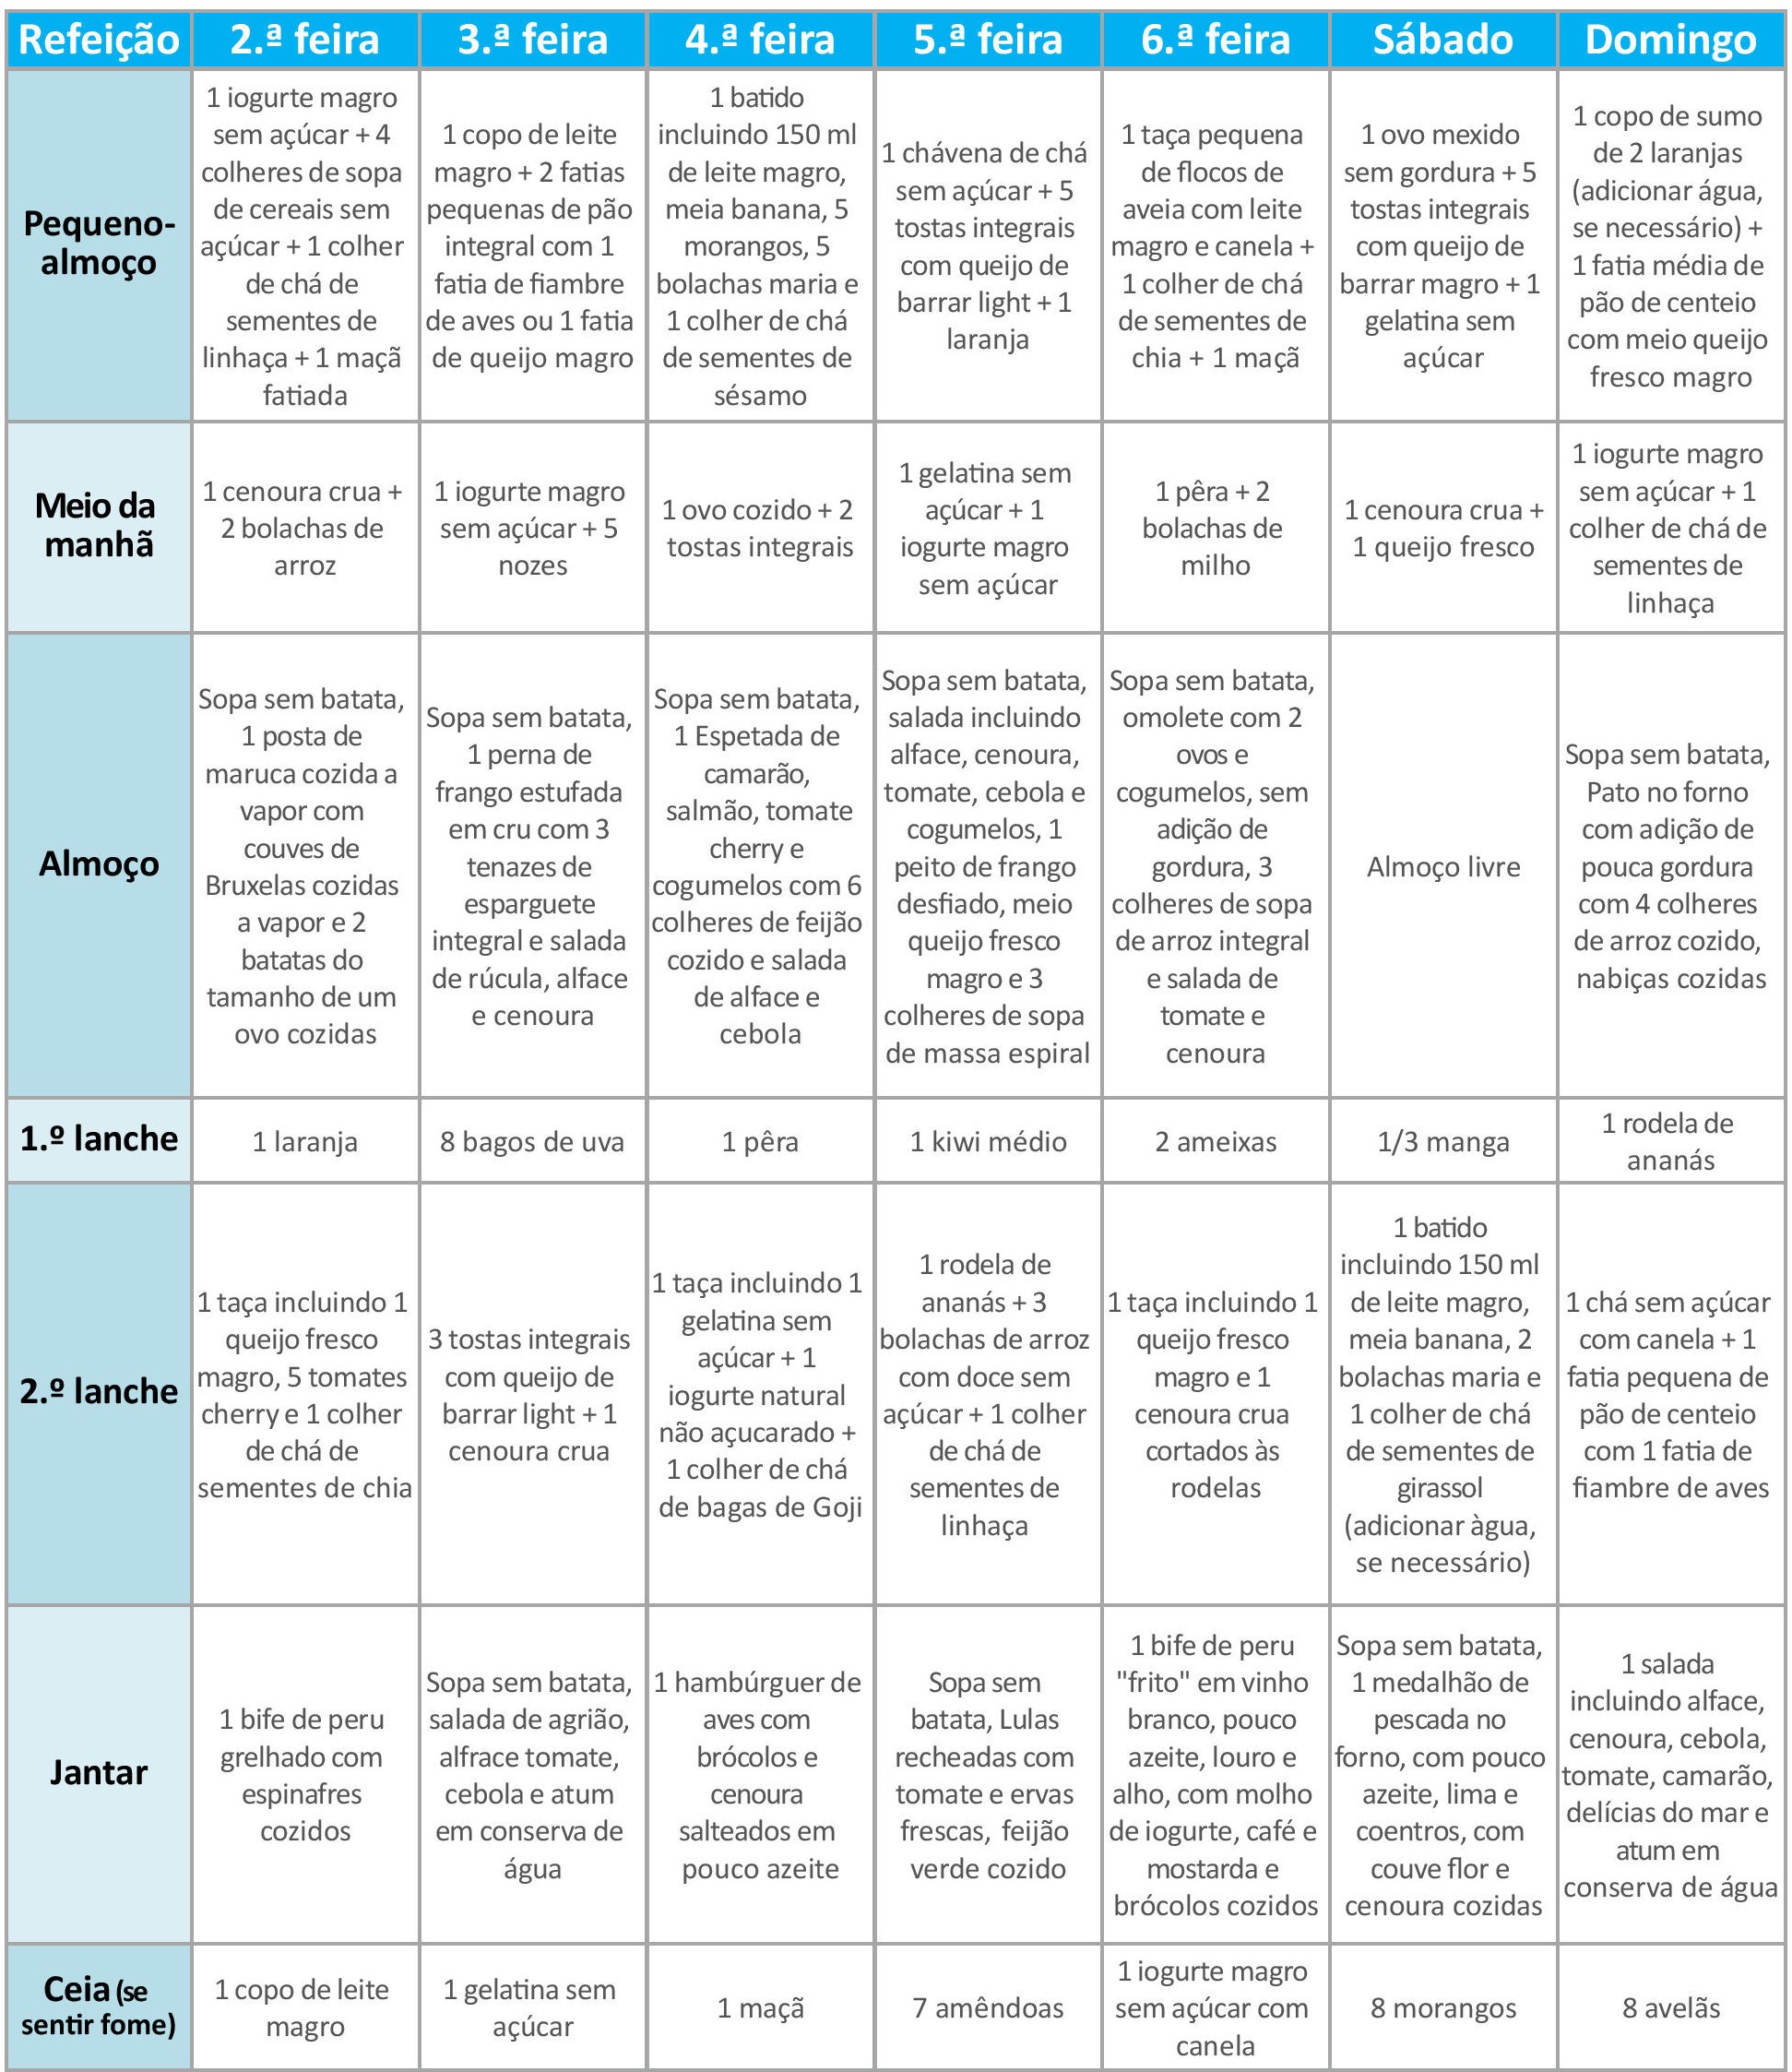 Refeição
2.ª feira
3.ª feira
4.ª feira
5.ª feira
6.ª feira
Sábado
Domingo
Pequeno-
almoço
1 iogurte magro
sem açúcar + 4
colheres de sopa
de cereais sem
açúcar + 1 colher
de chá de
sementes de
linhaça + 1 maçã
fatiada
1 copo de leite
magro + 2 fatias
pequenas de pão
integral com 1
fatia de fiambre
de aves ou 1 fatia
de queijo magro
1 batido
incluindo 150 ml
de leite magro,
meia banana, 5
morangos, 5
bolachas maria e
1 colher de chá
de sementes de
sésamo
1 chávena de chá
sem açúcar + 5
tostas integrais
com queijo de
barrar light + 1
laranja
1 taça pequena
de flocos de
aveia com leite
magro e canela +
1 colher de chá
de sementes de
chia + 1 maçã
1 ovo mexido
sem gordura + 5
tostas integrais
com queijo de
barrar magro + 1
gelatina sem
açúcar
1 copo de sumo
de 2 laranjas
(adicionar água,
se necessário) +
1 fatia média de
pão de centeio
com meio queijo
fresco magro
Meio da
manhã
1 cenoura crua +
2 bolachas de
arroz
1 iogurte magro
sem açúcar + 5
nozes
1 ovo cozido + 2
tostas integrais
1 gelatina sem
açúcar + 1
iogurte magro
sem açúcar
1 pêra + 2
bolachas de
milho
1 cenoura crua +
1 queijo fresco
1 iogurte magro
sem açúcar + 1
colher de chá de
sementes de
linhaça
Almoço
Sopa sem batata,
1 posta de
maruca cozida a
vapor com
couves de
Bruxelas cozidas
a vapor e 2
batatas do
tamanho de um
ovo cozidas
Sopa sem batata,
1 perna de
frango estufada
em cru com 3
tenazes de
esparguete
integral e salada
de rúcula, alface
e cenoura
Sopa sem batata,
1 Espetada de
camarão,
salmão, tomate
cherry e
cogumelos com 6
colheres de feijão
cozido e salada
de alface e
cebola
Sopa sem batata,
salada incluindo
alface, cenoura,
tomate, cebola e
cogumelos, 1
peito de frango
desfiado, meio
queijo fresco
magro e 3
colheres de sopa
de massa espiral
Sopa sem batata,
omolete com 2
ovos e
cogumelos, sem
adição de
gordura, 3
colheres de sopa
de arroz integral
e salada de
tomate e
cenoura
Almoço livre
Sopa sem batata,
Pato no forno
com adição de
pouca gordura
com 4 colheres
de arroz cozido,
nabiças cozidas
1.º lanche
1 laranja
8 bagos de uva
1 pêra
1 kiwi médio
2 ameixas
1/3 manga
1 rodela de
ananás
2.º lanche
1 taça incluindo 1
queijo fresco
magro, 5 tomates
cherry e 1 colher
de chá de
sementes de chia
3 tostas integrais
com queijo de
barrar light + 1
cenoura crua
1 taça incluindo 1
gelatina sem
açúcar + 1
iogurte natural
não açucarado +
1 colher de chá
de bagas de Goji
1 rodela de
ananás + 3
bolachas de arroz
com doce sem
açúcar + 1 colher
de chá de
sementes de
linhaça
1 taça incluindo 1
queijo fresco
magro e 1
cenoura crua
cortados às
rodelas
1 batido
incluindo 150 ml
de leite magro,
meia banana, 2
bolachas maria e
1 colher de chá
de sementes de
girassol
(adicionar àgua,
se necessário)
1 chá sem açúcar
com canela + 1
fatia pequena de
pão de centeio
com 1 fatia de
fiambre de aves
Jantar
1 bife de peru
grelhado com
espinafres
cozidos
Sopa sem batata,
salada de agrião,
alfrace tomate,
cebola e atum
em conserva de
água
1 hambúrguer de
aves com
brócolos e
cenoura
salteados em
pouco azeite
Sopa sem
batata, Lulas
recheadas com
tomate e ervas
frescas, feijão
verde cozido
1 bife de peru
"frito" em vinho
branco, pouco
azeite, louro e
alho, com molho
de iogurte, café e
mostarda e
brócolos cozidos
Sopa sem batata,
1 medalhão de
pescada no
forno, com pouco
azeite, lima e
coentros, com
couve flor e
cenoura cozidas
1 salada
incluindo alface,
cenoura, cebola,
tomate, camarão,
delícias do mar e
atum em
conserva de água
Ceia (se
sentir fome)
1 copo de leite
magro
1 gelatina sem
açúcar
1 maçã
7 amêndoas
1 iogurte magro
sem açúcar com
canela
8 morangos
8 avelãs